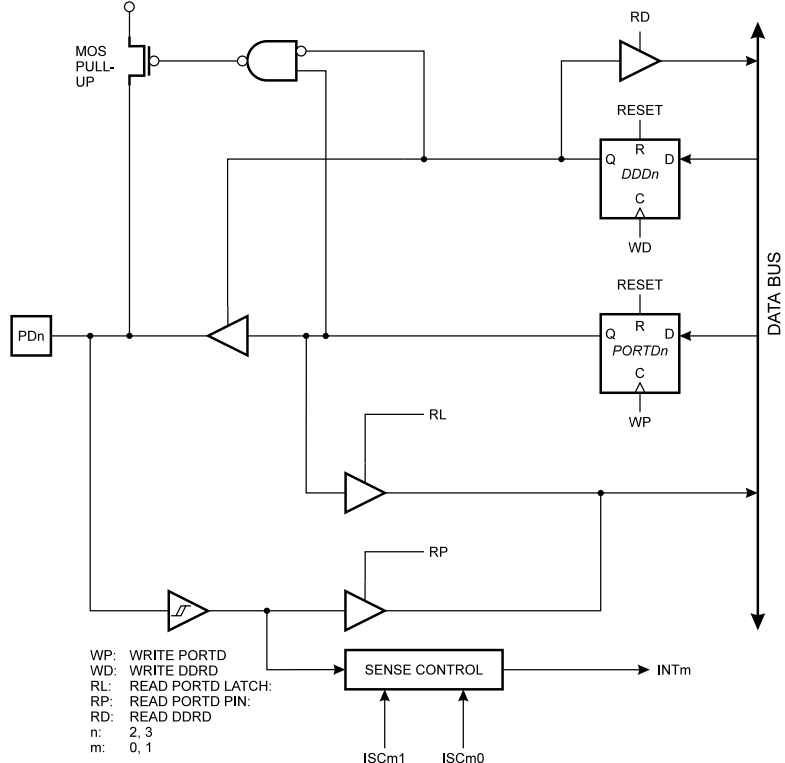 RD
MOS
PULL-
UP
RESET
R
Q
D
DDDn
C
WD
DATA BUS
RESET
R
PDn
Q
D
PORTDn
C
WP
RL
RP
WP: WRITE PORTD
WD: WRITE DDRD
RL: READ PORTD LATCH:
RP: READ PORTD PIN:
RD: READ DDRD
n: 2, 3
m: 0, 1
SENSE CONTROL
INTm
ISCm1
ISCm0